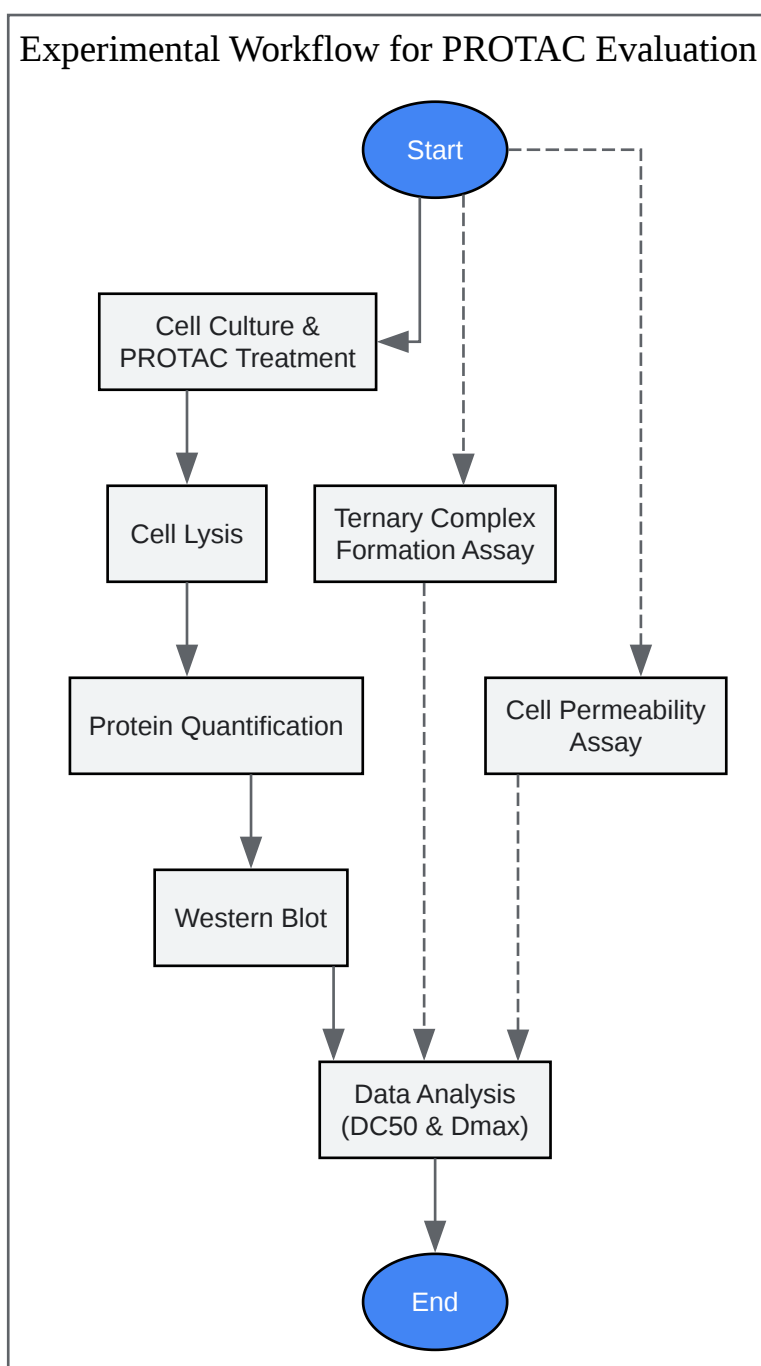 Experimental Workflow for PROTAC Evaluation
Start
Cell Culture &
PROTAC Treatment
Cell Lysis
Ternary Complex
Formation Assay
Protein Quantification
Cell Permeability
Assay
Western Blot
Data Analysis
(DC50 & Dmax)
End